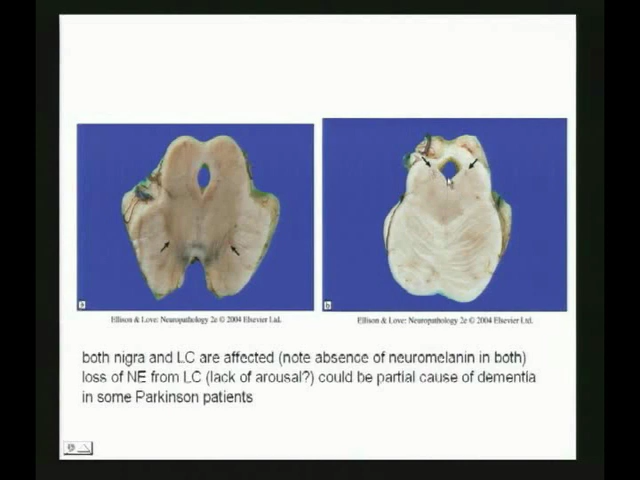 a
b
Ellison & Love: Neuropathology 2e © 2004 Elsevier Ltd.
Ellison & Love: Neuropathology 2e © 2004 Elsevier Ltd.
both nigra and LC are affected (note absence of neuromelanin in both)
loss of NE from LC (lack of arousal?) could be partial cause of dementia
in some Parkinson patients